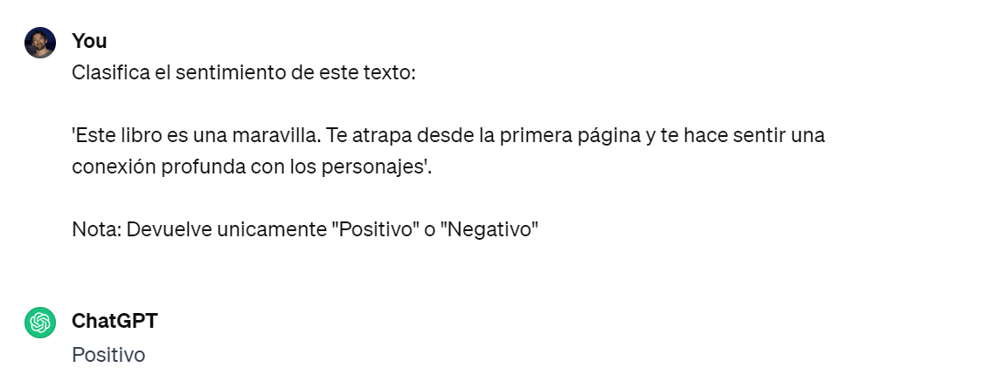 You
Clasifica el sentimiento de este texto:
'Este libro es una maravilla. Te atrapa desde la primera página y te hace sentir una
conexión profunda con los personajes'.
Nota: Devuelve unicamente "Positivo" o "Negativo"
ChatGPT
Positivo